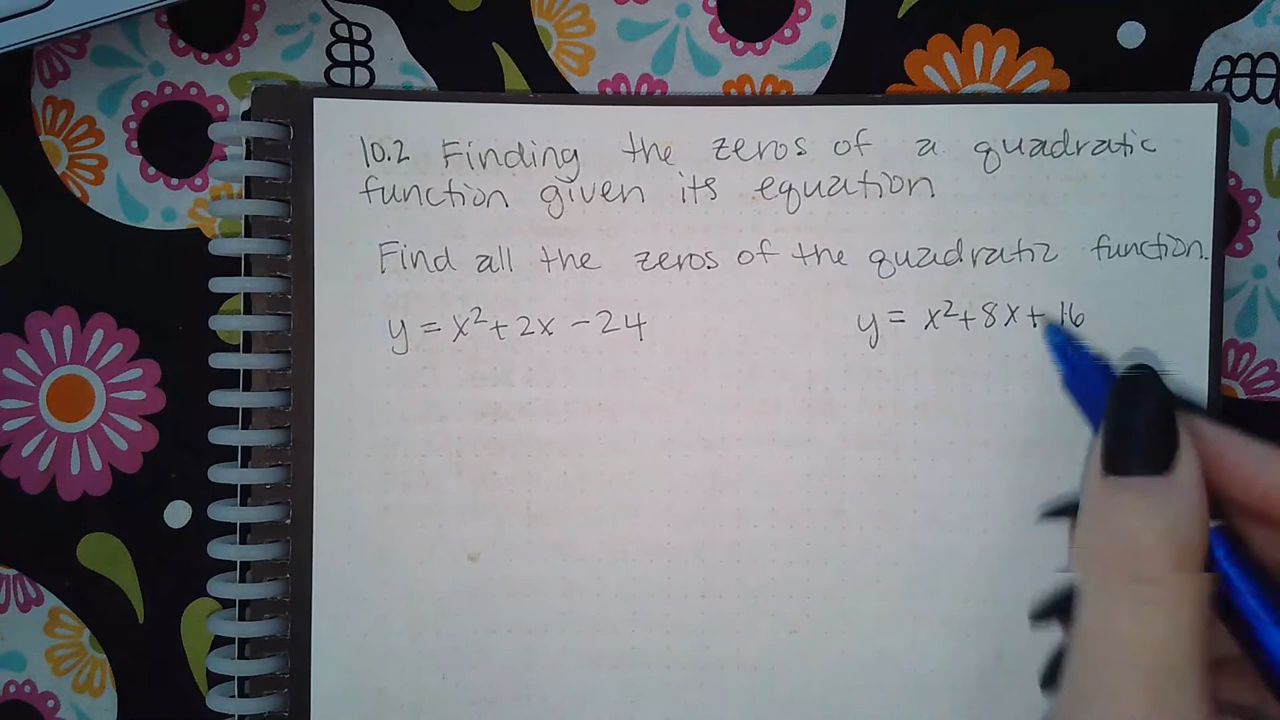 10.2 Finding the zeros of a quadratic
function given its equation.
Find all the zeros of the quadratic function.
y = x²+2x -24
y = x²+8x+16